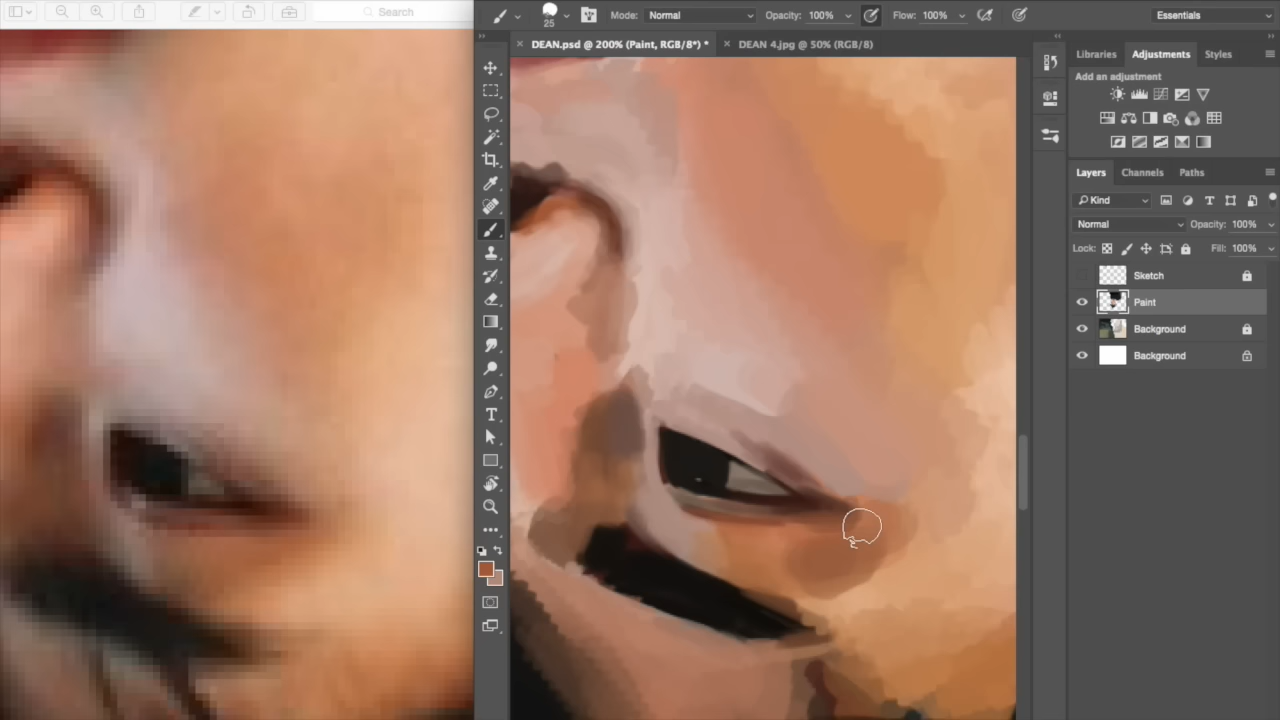 Search
25
Mode: Normal
Opacity: 100%
Flow: 100%
Essentials
× DEAN.psd @ 200% (Paint, RGB/8*) *
× DEAN 4.jpg @ 50% (RGB/8)
Libraries Adjustments Styles
Add an adjustment
Layers Channels Paths
Kind
Normal
Opacity: 100%
Lock:
Fill: 100%
Sketch
Paint
Background
Background